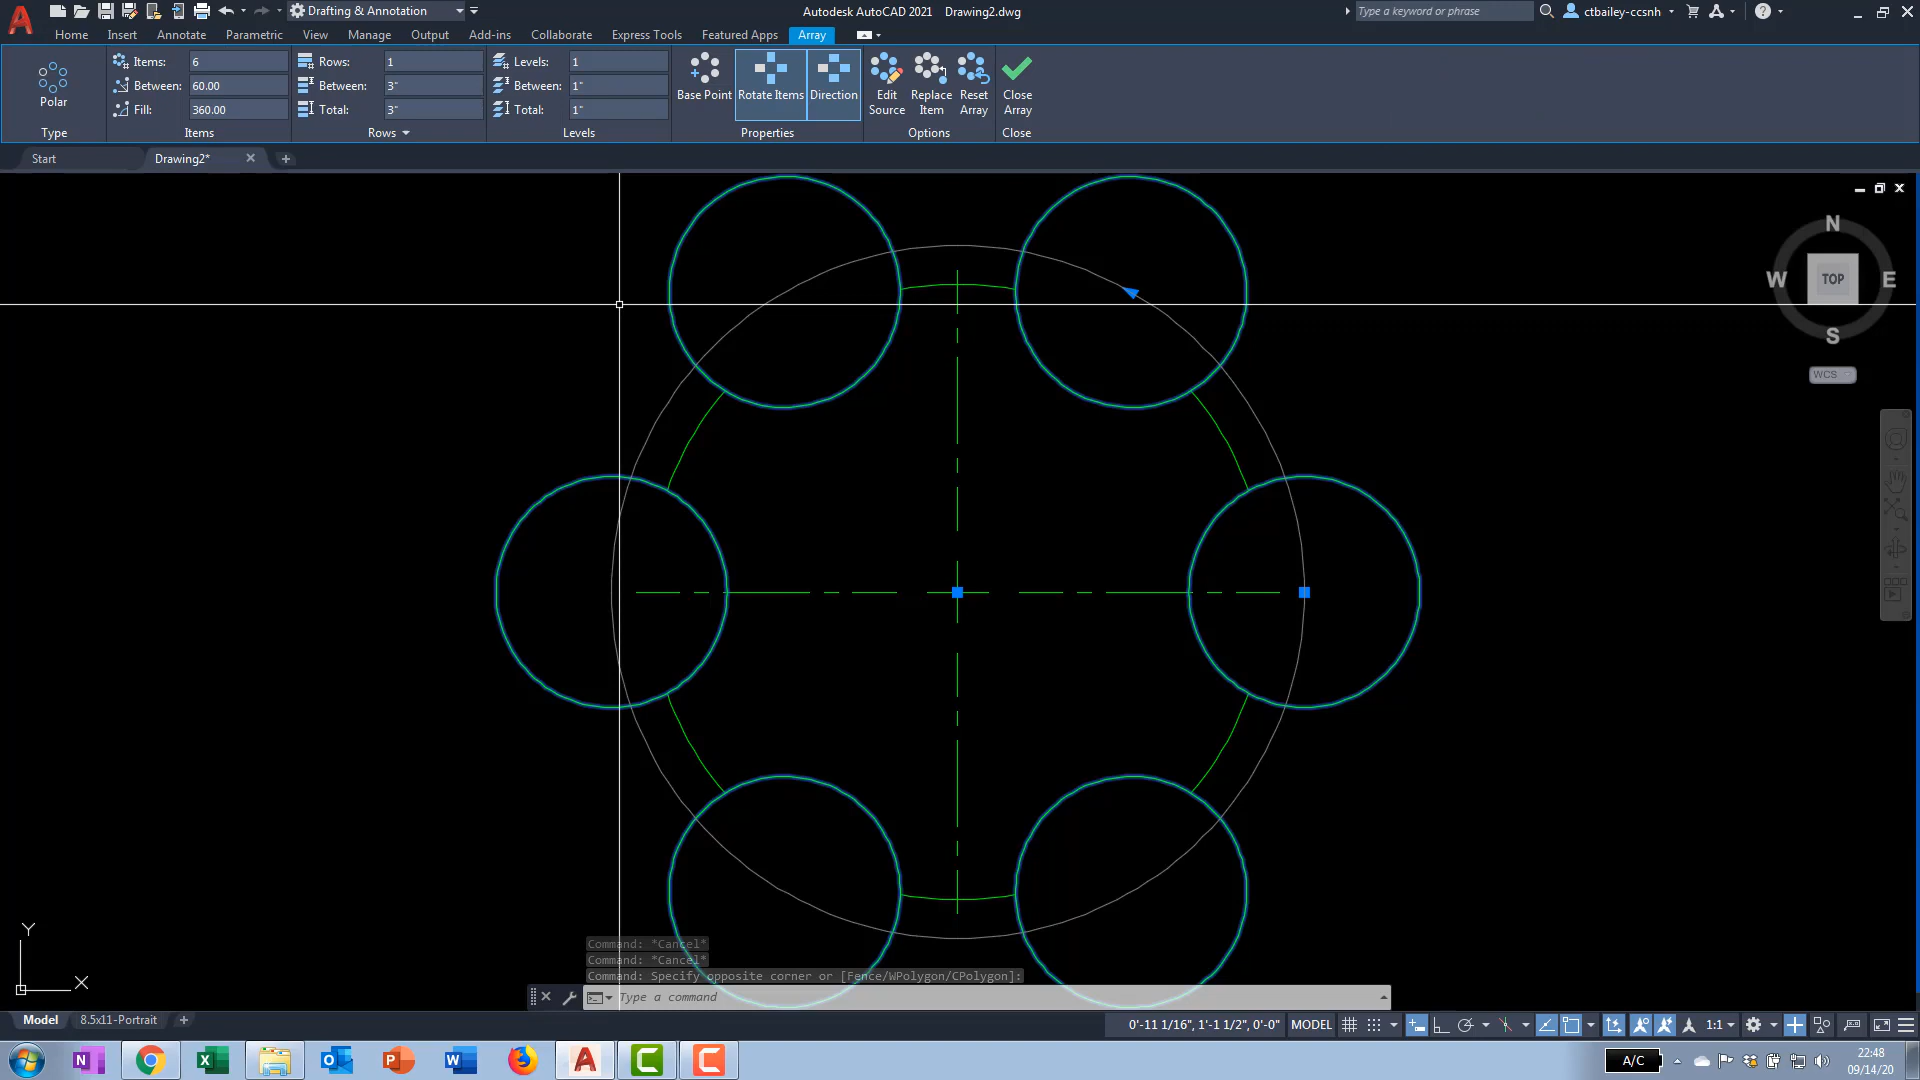 Drafting & Annotation
Autodesk AutoCAD 2021 Drawing2.dwg
Type a keyword or phrase
ctbailey-ccsnh
Home Insert Annotate Parametric View Manage Output Add-ins Collaborate Express Tools Featured Apps Array
Items: 6 Rows: 1 Levels: 1
Between: 60.00 Between: 3" Between: 1"
Fill: 360.00 Total: 3" Total: 1"
Polar
Base Point Rotate Items Direction Edit Source Replace Item Reset Array Close Array
Type Items Rows Levels Properties Options Close
Start Drawing2*
N
W TOP E
S
WCS
Y
X
Command: *Cancel*
Command: *Cancel*
Command: Specify opposite corner or [Fence/WPolygon/CPolygon]:
Type a command
Model 8.5x11-Portrait
0'-11 1/16", 1'-1 1/2", 0'-0" MODEL 1:1
A/C
22:48
09/14/20